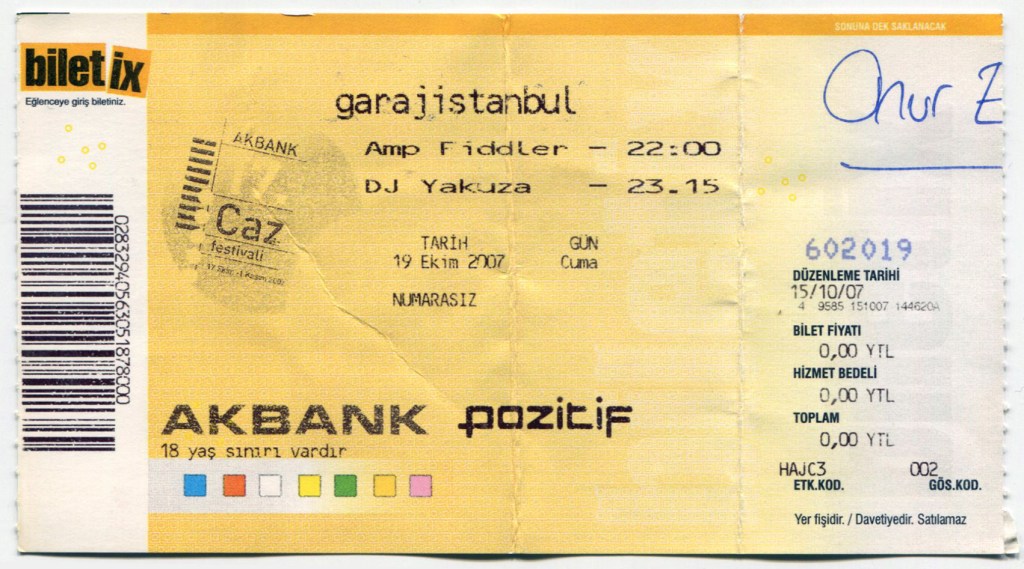 SONUNA DEK SAKLANACAK
biletix
Eğlenceye giriş biletiniz.
garajistanbul
Amp Fiddler - 22:00
DJ Yakuza - 23.15
AKBANK
Caz
festivali
TARİH GÜN
19 Ekim 2007 Cuma
NUMARASIZ
AKBANK pozitif
18 yaş sınırı vardır
02832940563051878000
Onur Z
602019
DÜZENLEME TARİHİ
15/10/07
4 9585 151007 144620A
BİLET FİYATI
0,00 YTL
HİZMET BEDELİ
0,00 YTL
TOPLAM
0,00 YTL
HAJC3 002
ETK.KOD. GÖS.KOD.
Yer fişidir. / Davetiyedir. Satılamaz